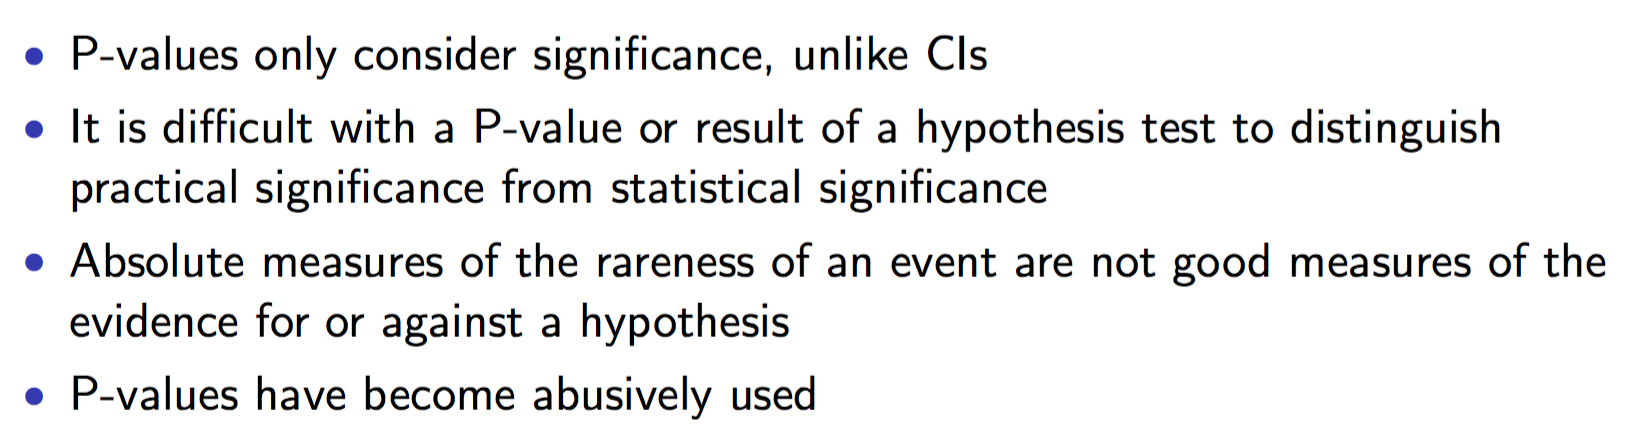 • P-values only consider significance, unlike CIs
• It is difficult with a P-value or result of a hypothesis test to distinguish
practical significance from statistical significance
• Absolute measures of the rareness of an event are not good measures of the
evidence for or against a hypothesis
• P-values have become abusively used